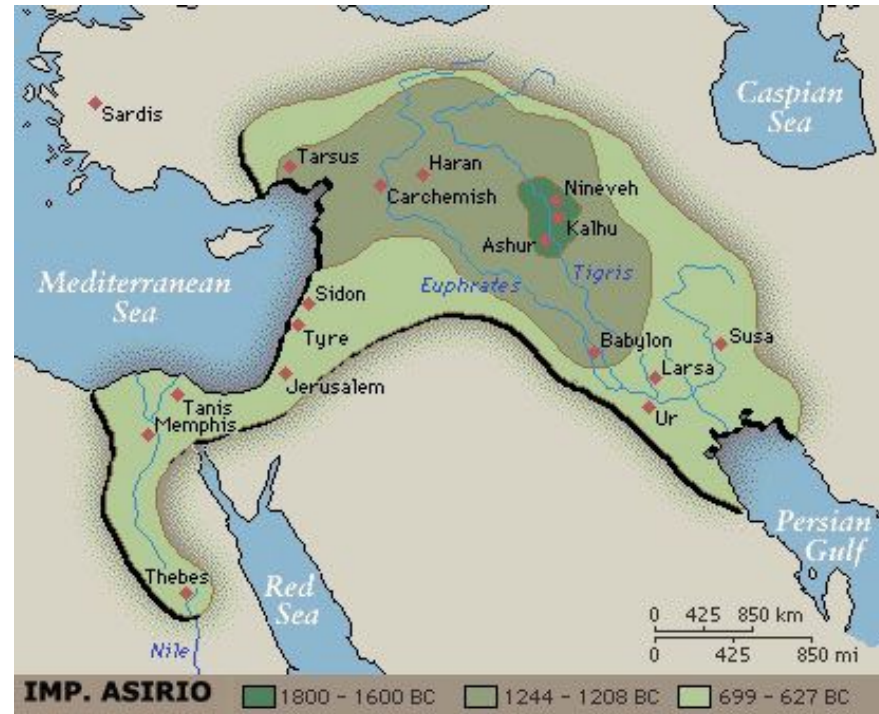 Caspian
Sea
Sardis
Tarsus
Haran
Carchemish
Nineveh
Kalhu
Ashur
Tigris
Euphrates
Mediterranean
Sea
Sidon
Tyre
Babylon
Susa
Larsa
Jerusalem
Tanis
Memphis
Ur
Persian
Gulf
Thebes
Red
Sea
Nile
0 425 850 km
0 425 850 mi
IMP. ASIRIO 1800 - 1600 BC 1244 - 1208 BC 699 - 627 BC